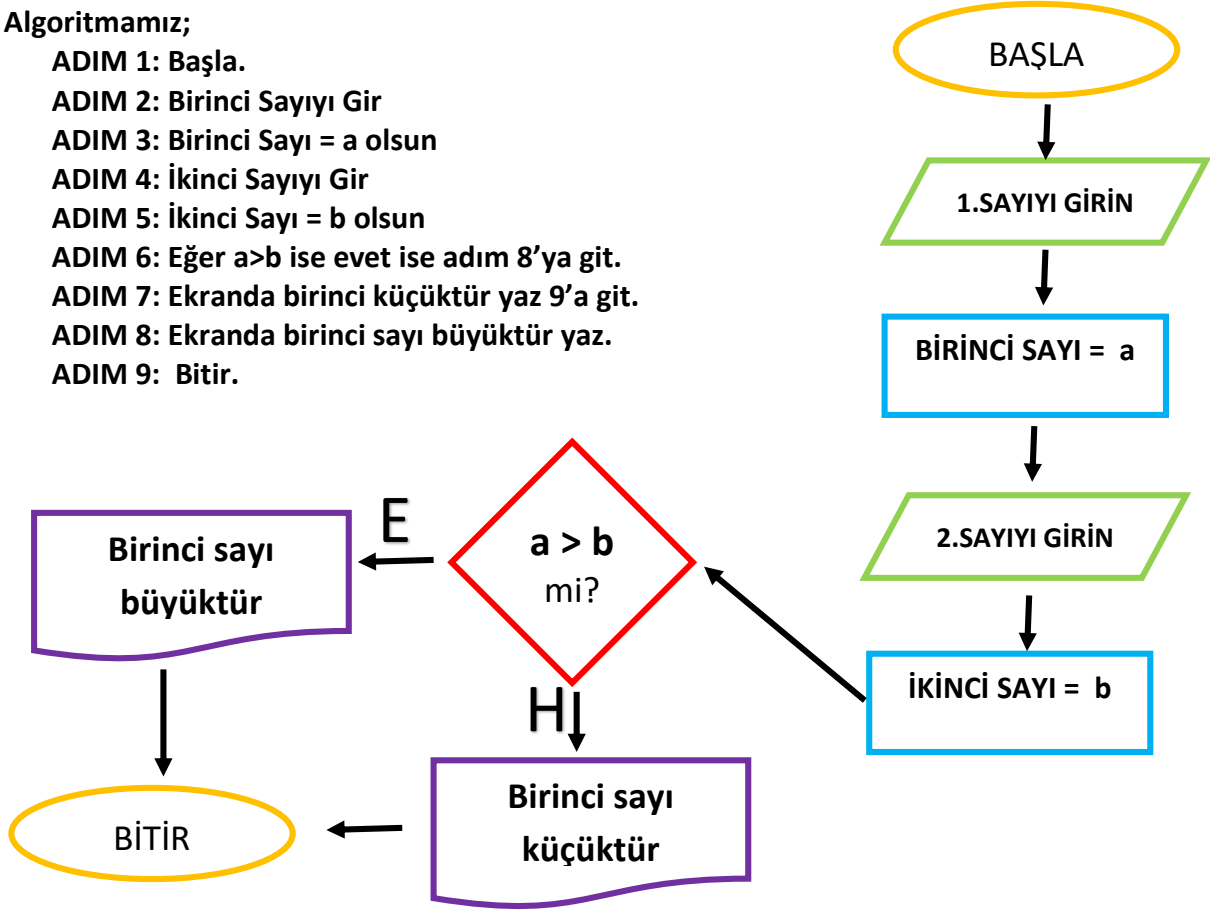 Algoritmamız;
ADIM 1: Başla.
ADIM 2: Birinci Sayıyı Gir
ADIM 3: Birinci Sayı = a olsun
ADIM 4: İkinci Sayıyı Gir
ADIM 5: İkinci Sayı = b olsun
ADIM 6: Eğer a>b ise evet ise adım 8’ya git.
ADIM 7: Ekranda birinci küçüktür yaz 9’a git.
ADIM 8: Ekranda birinci sayı büyüktür yaz.
ADIM 9: Bitir.
BAŞLA
1.SAYIYI GİRİN
BİRİNCİ SAYI = a
2.SAYIYI GİRİN
İKİNCİ SAYI = b
a > b
mi?
E
Birinci sayı
büyüktür
H
Birinci sayı
küçüktür
BİTİR